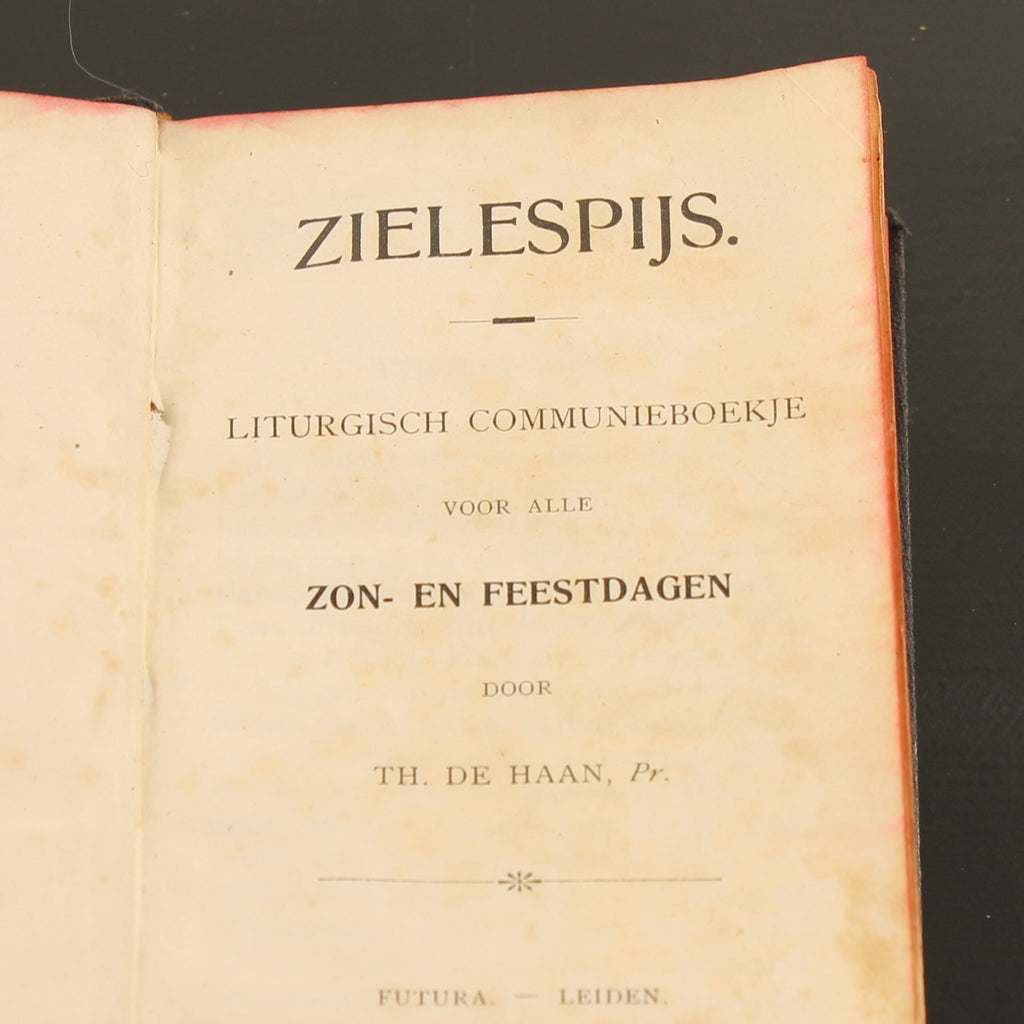 ZIELESPIJS.
LITURGISCH COMMUNIEBOEKJE
VOOR ALLE
ZON- EN FEESTDAGEN
DOOR
TH. DE HAAN, Pr.
FUTURA. — LEIDEN.